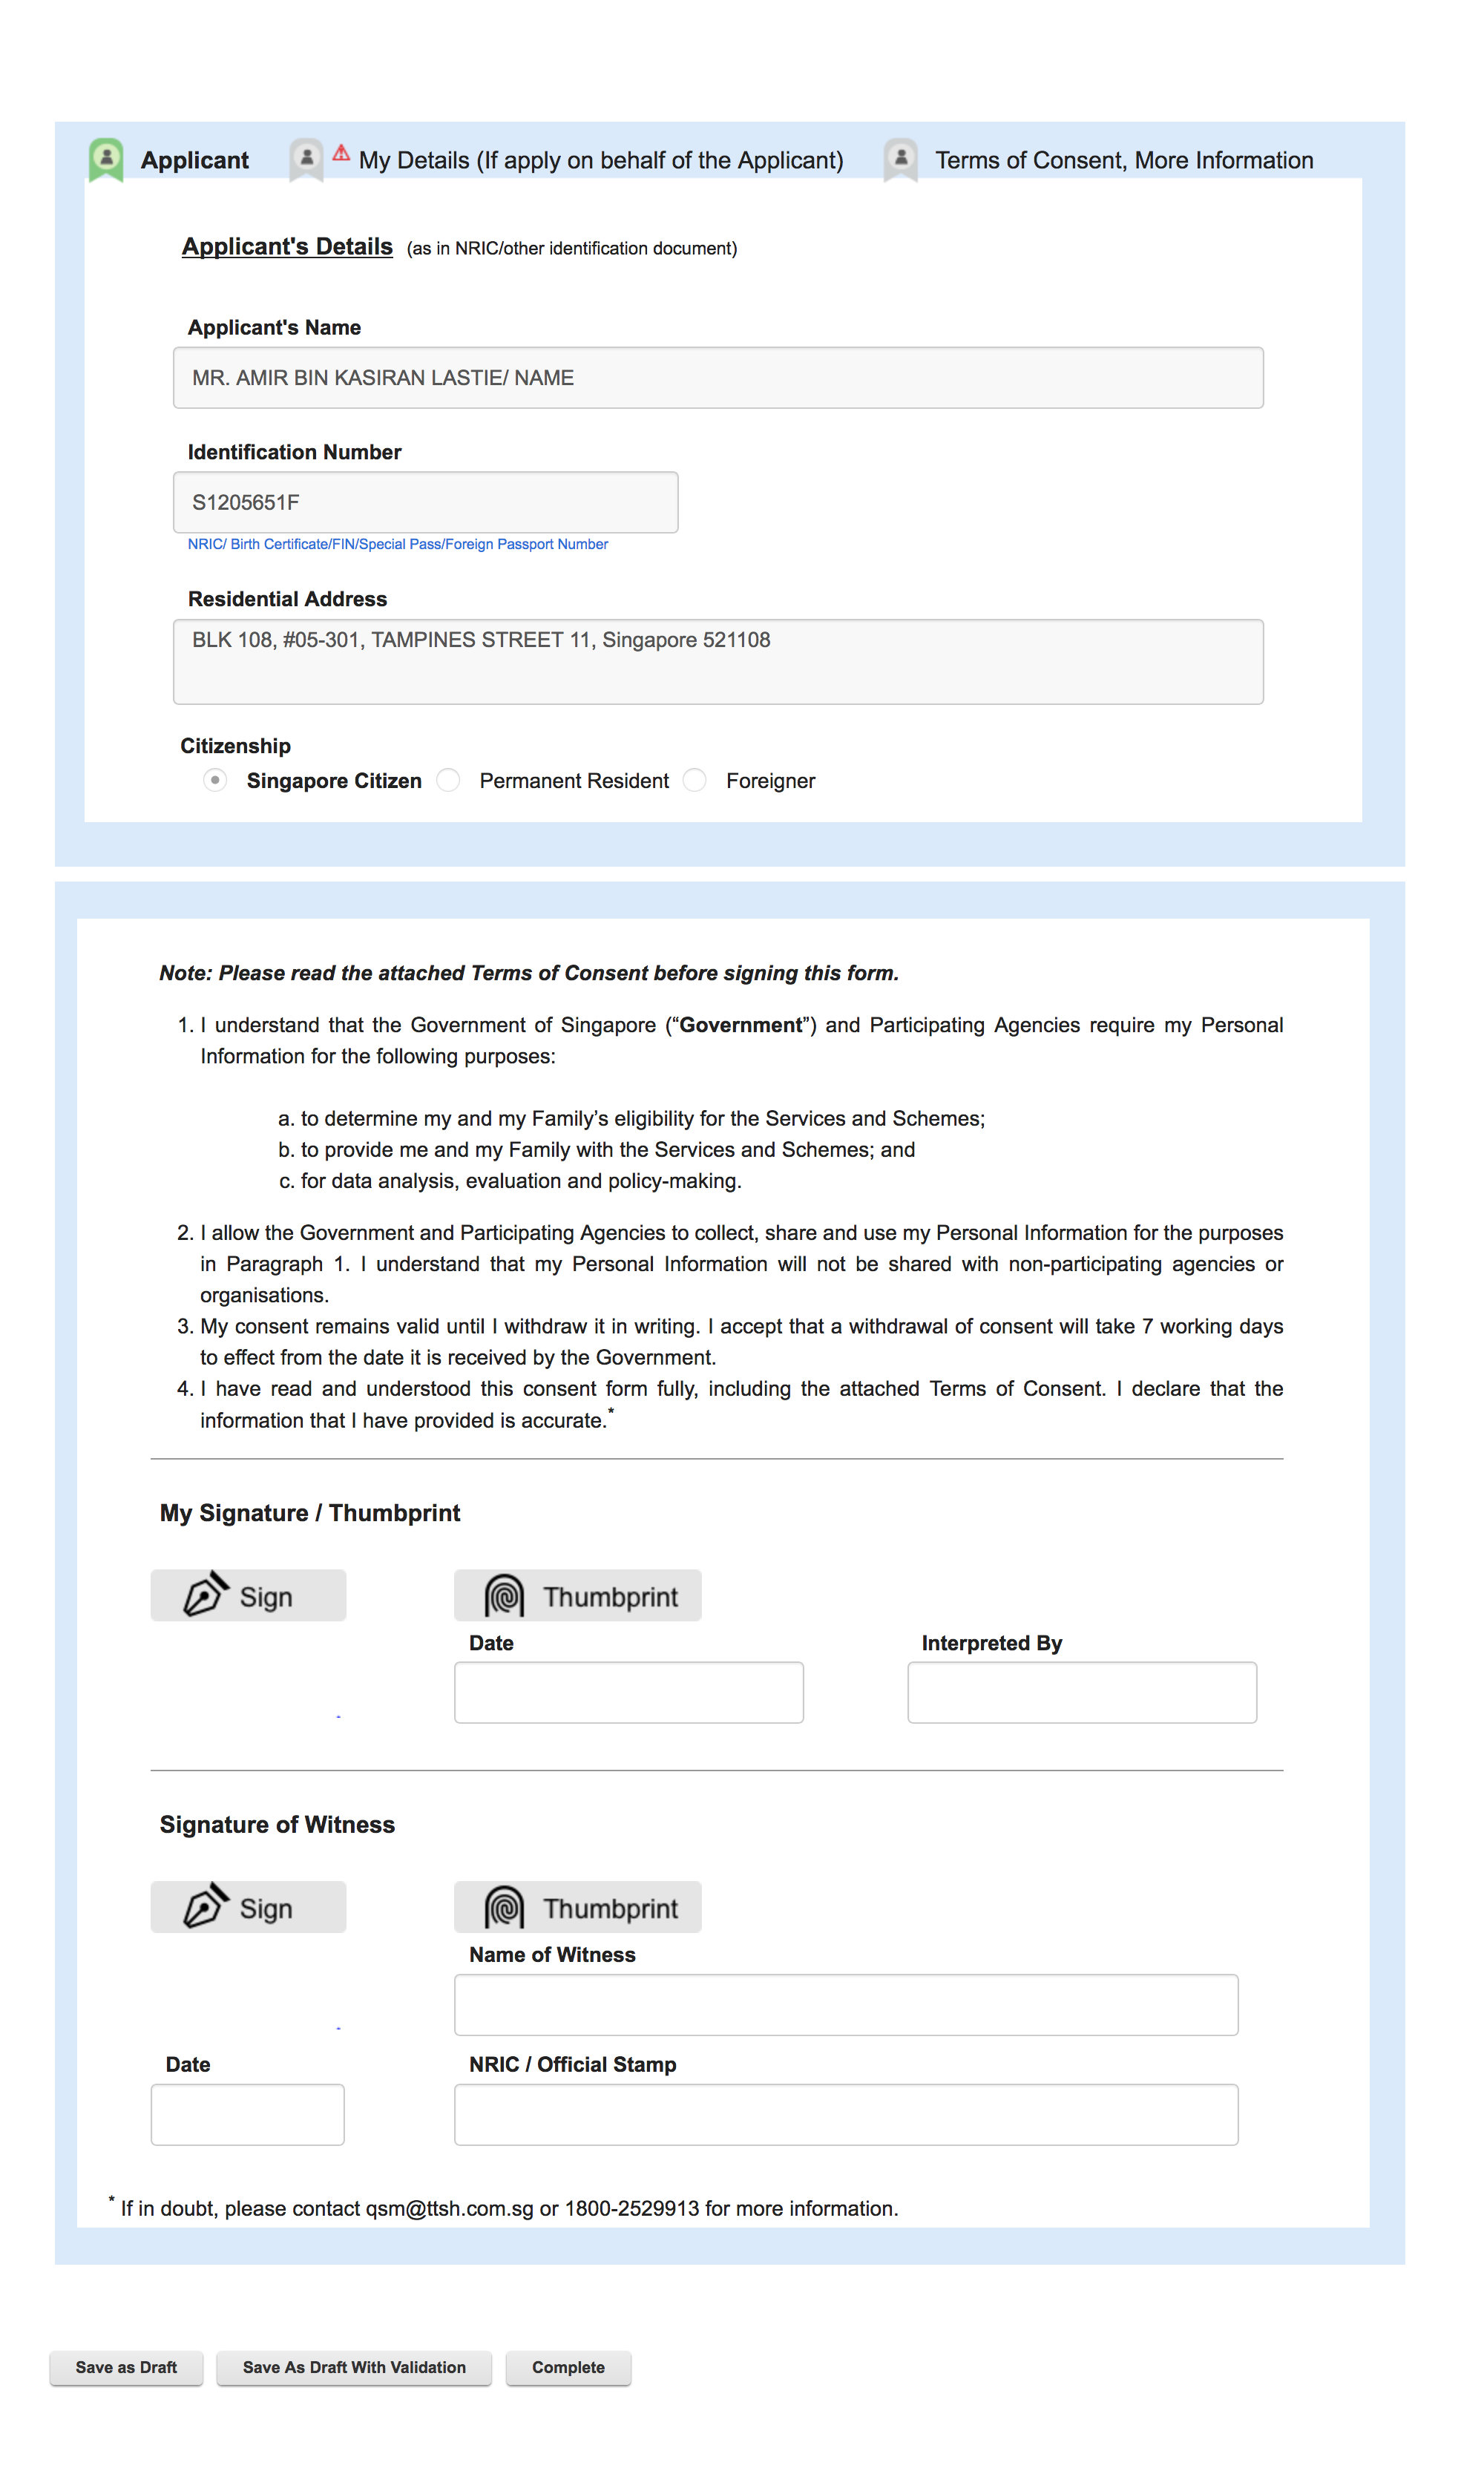 Applicant My Details (If apply on behalf of the Applicant) Terms of Consent, More Information
Applicant's Details (as in NRIC/other identification document)
Applicant's Name
MR. AMIR BIN KASIRAN LASTIE/ NAME
Identification Number
S1205651F
NRIC/ Birth Certificate/FIN/Special Pass/Foreign Passport Number
Residential Address
BLK 108, #05-301, TAMPINES STREET 11, Singapore 521108
Citizenship
Singapore Citizen Permanent Resident Foreigner
Note: Please read the attached Terms of Consent before signing this form.
1. I understand that the Government of Singapore (“Government”) and Participating Agencies require my Personal
Information for the following purposes:
a. to determine my and my Family’s eligibility for the Services and Schemes;
b. to provide me and my Family with the Services and Schemes; and
c. for data analysis, evaluation and policy-making.
2. I allow the Government and Participating Agencies to collect, share and use my Personal Information for the purposes
in Paragraph 1. I understand that my Personal Information will not be shared with non-participating agencies or
organisations.
3. My consent remains valid until I withdraw it in writing. I accept that a withdrawal of consent will take 7 working days
to effect from the date it is received by the Government.
4. I have read and understood this consent form fully, including the attached Terms of Consent. I declare that the
information that I have provided is accurate.*
My Signature / Thumbprint
Sign Thumbprint
Date Interpreted By
-
Signature of Witness
Sign Thumbprint
Name of Witness
-
Date NRIC / Official Stamp
* If in doubt, please contact qsm@ttsh.com.sg or 1800-2529913 for more information.
Save as Draft Save As Draft With Validation Complete